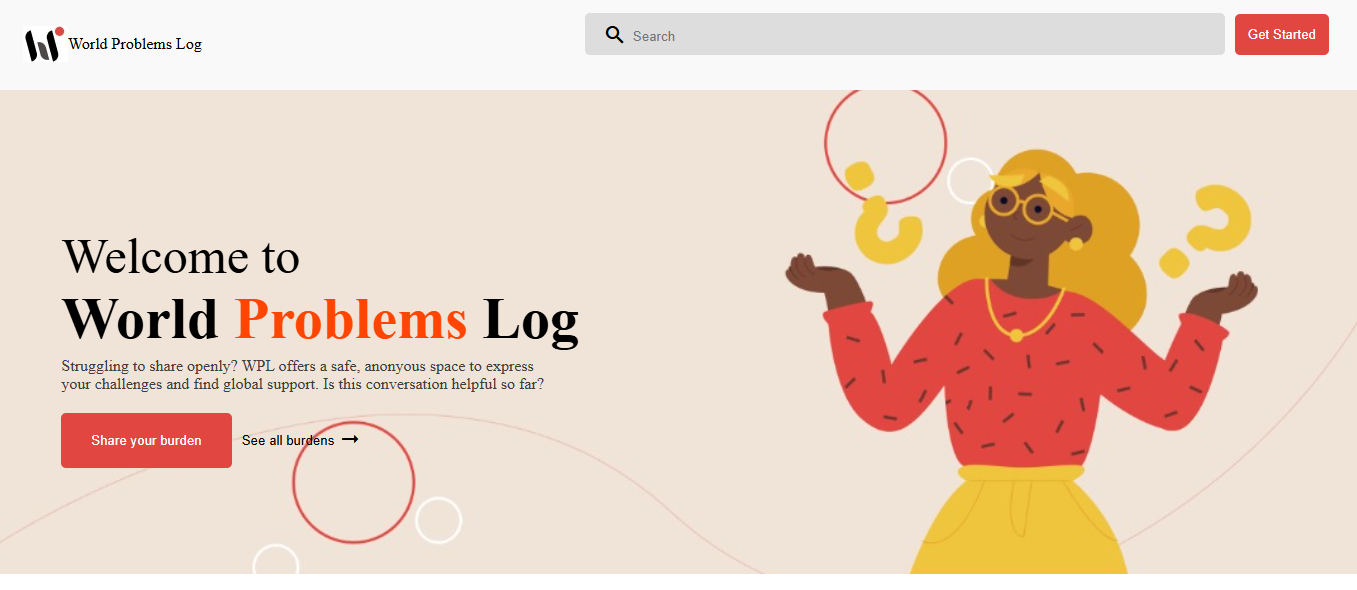 World Problems Log
Search
Get Started
Welcome to
World Problems Log
Struggling to share openly? WPL offers a safe, anonyous space to express
your challenges and find global support. Is this conversation helpful so far?
Share your burden
See all burdens